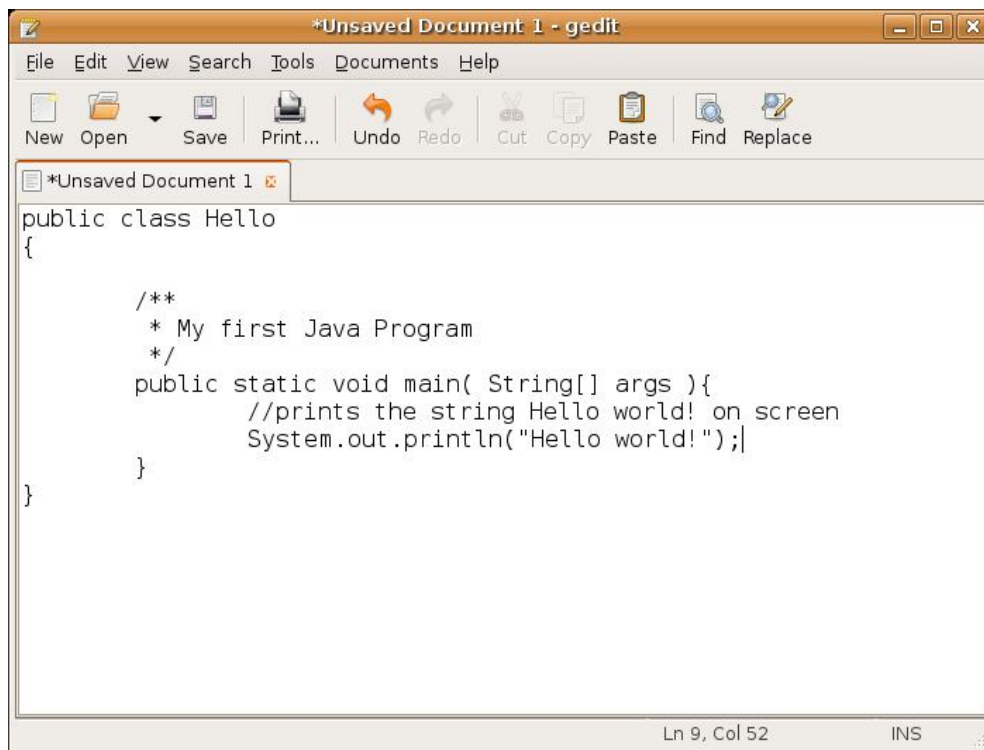 *Unsaved Document 1 - gedit
File Edit View Search Tools Documents Help
New Open Save Print... Undo Redo Cut Copy Paste Find Replace
*Unsaved Document 1
public class Hello
{
/**
* My first Java Program
*/
public static void main( String[] args ){
//prints the string Hello world! on screen
System.out.println("Hello world!");
}
}
Ln 9, Col 52 INS